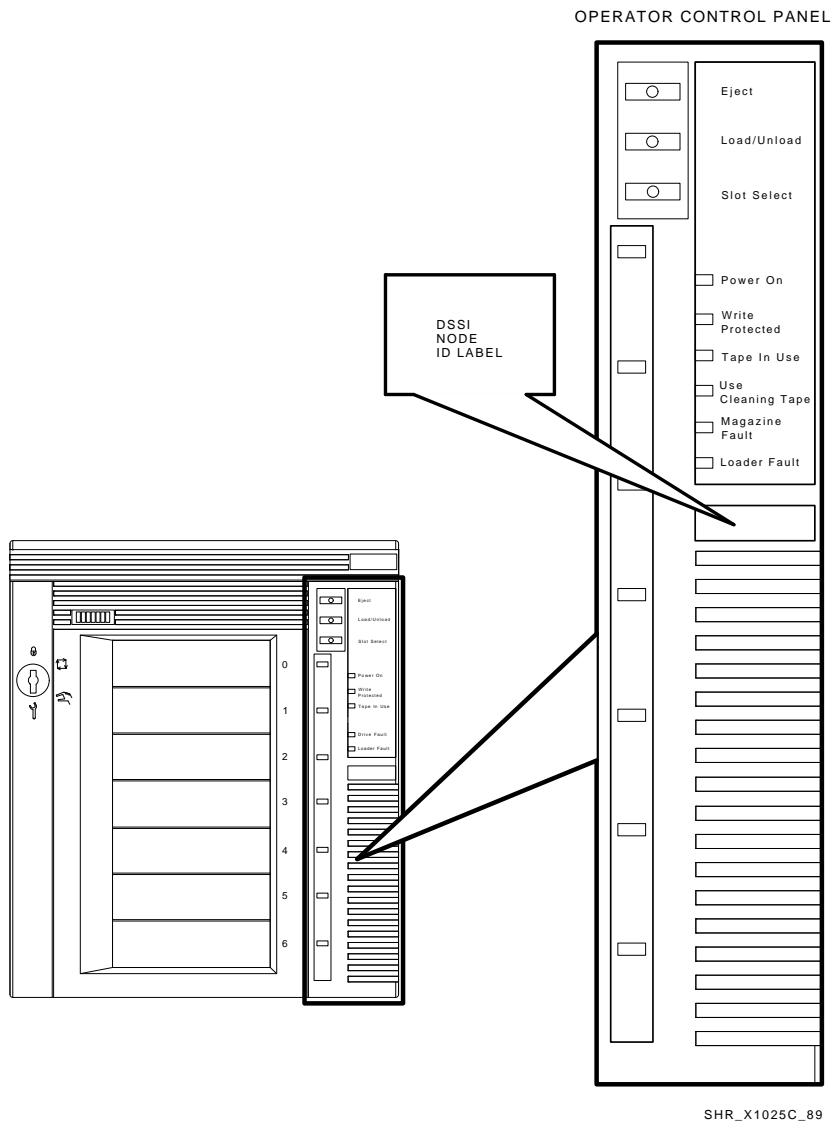 OPERATOR CONTROL PANEL
Eject
Load/Unload
Slot Select
Power On
Write
Protected
Tape In Use
Use
Cleaning Tape
Magazine
Fault
Loader Fault
DSSI
NODE
ID LABEL
Eject
Load/Unload
Slot Select
0
1
2
3
4
5
6
Power On
Write
Protected
Tape In Use
Drive Fault
Loader Fault
SHR_X1025C_89